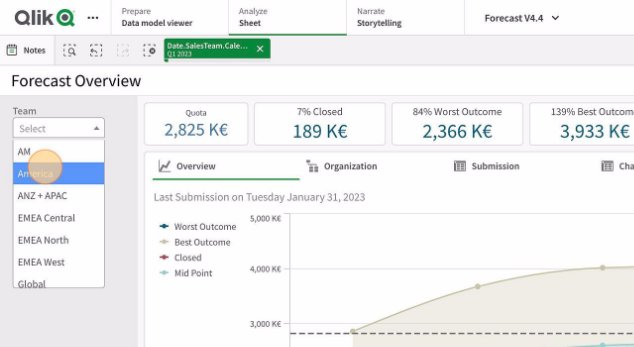 Qlik
Prepare
Data model viewer
Analyze
Sheet
Narrate
Storytelling
Forecast V4.4
Notes
Date.SalesTeam.Cale...
Q1 2023
Forecast Overview
Team
Select
AM
America
ANZ + APAC
EMEA Central
EMEA North
EMEA West
Global
Quota
2,825 K€
7% Closed
189 K€
84% Worst Outcome
2,366 K€
139% Best Outcom
3,933 K€
Overview
Organization
Submission
Cha
Last Submission on Tuesday January 31, 2023
Worst Outcome
Best Outcome
Closed
Mid Point
5,000 K€
4,000 K€
3,000 K€